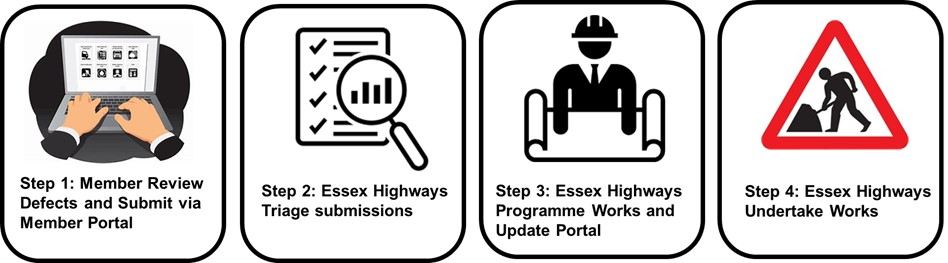 Step 1: Member Review
Defects and Submit via
Member Portal
Step 2: Essex Highways
Triage submissions
Step 3: Essex Highways
Programme Works and
Update Portal
Step 4: Essex Highways
Undertake Works